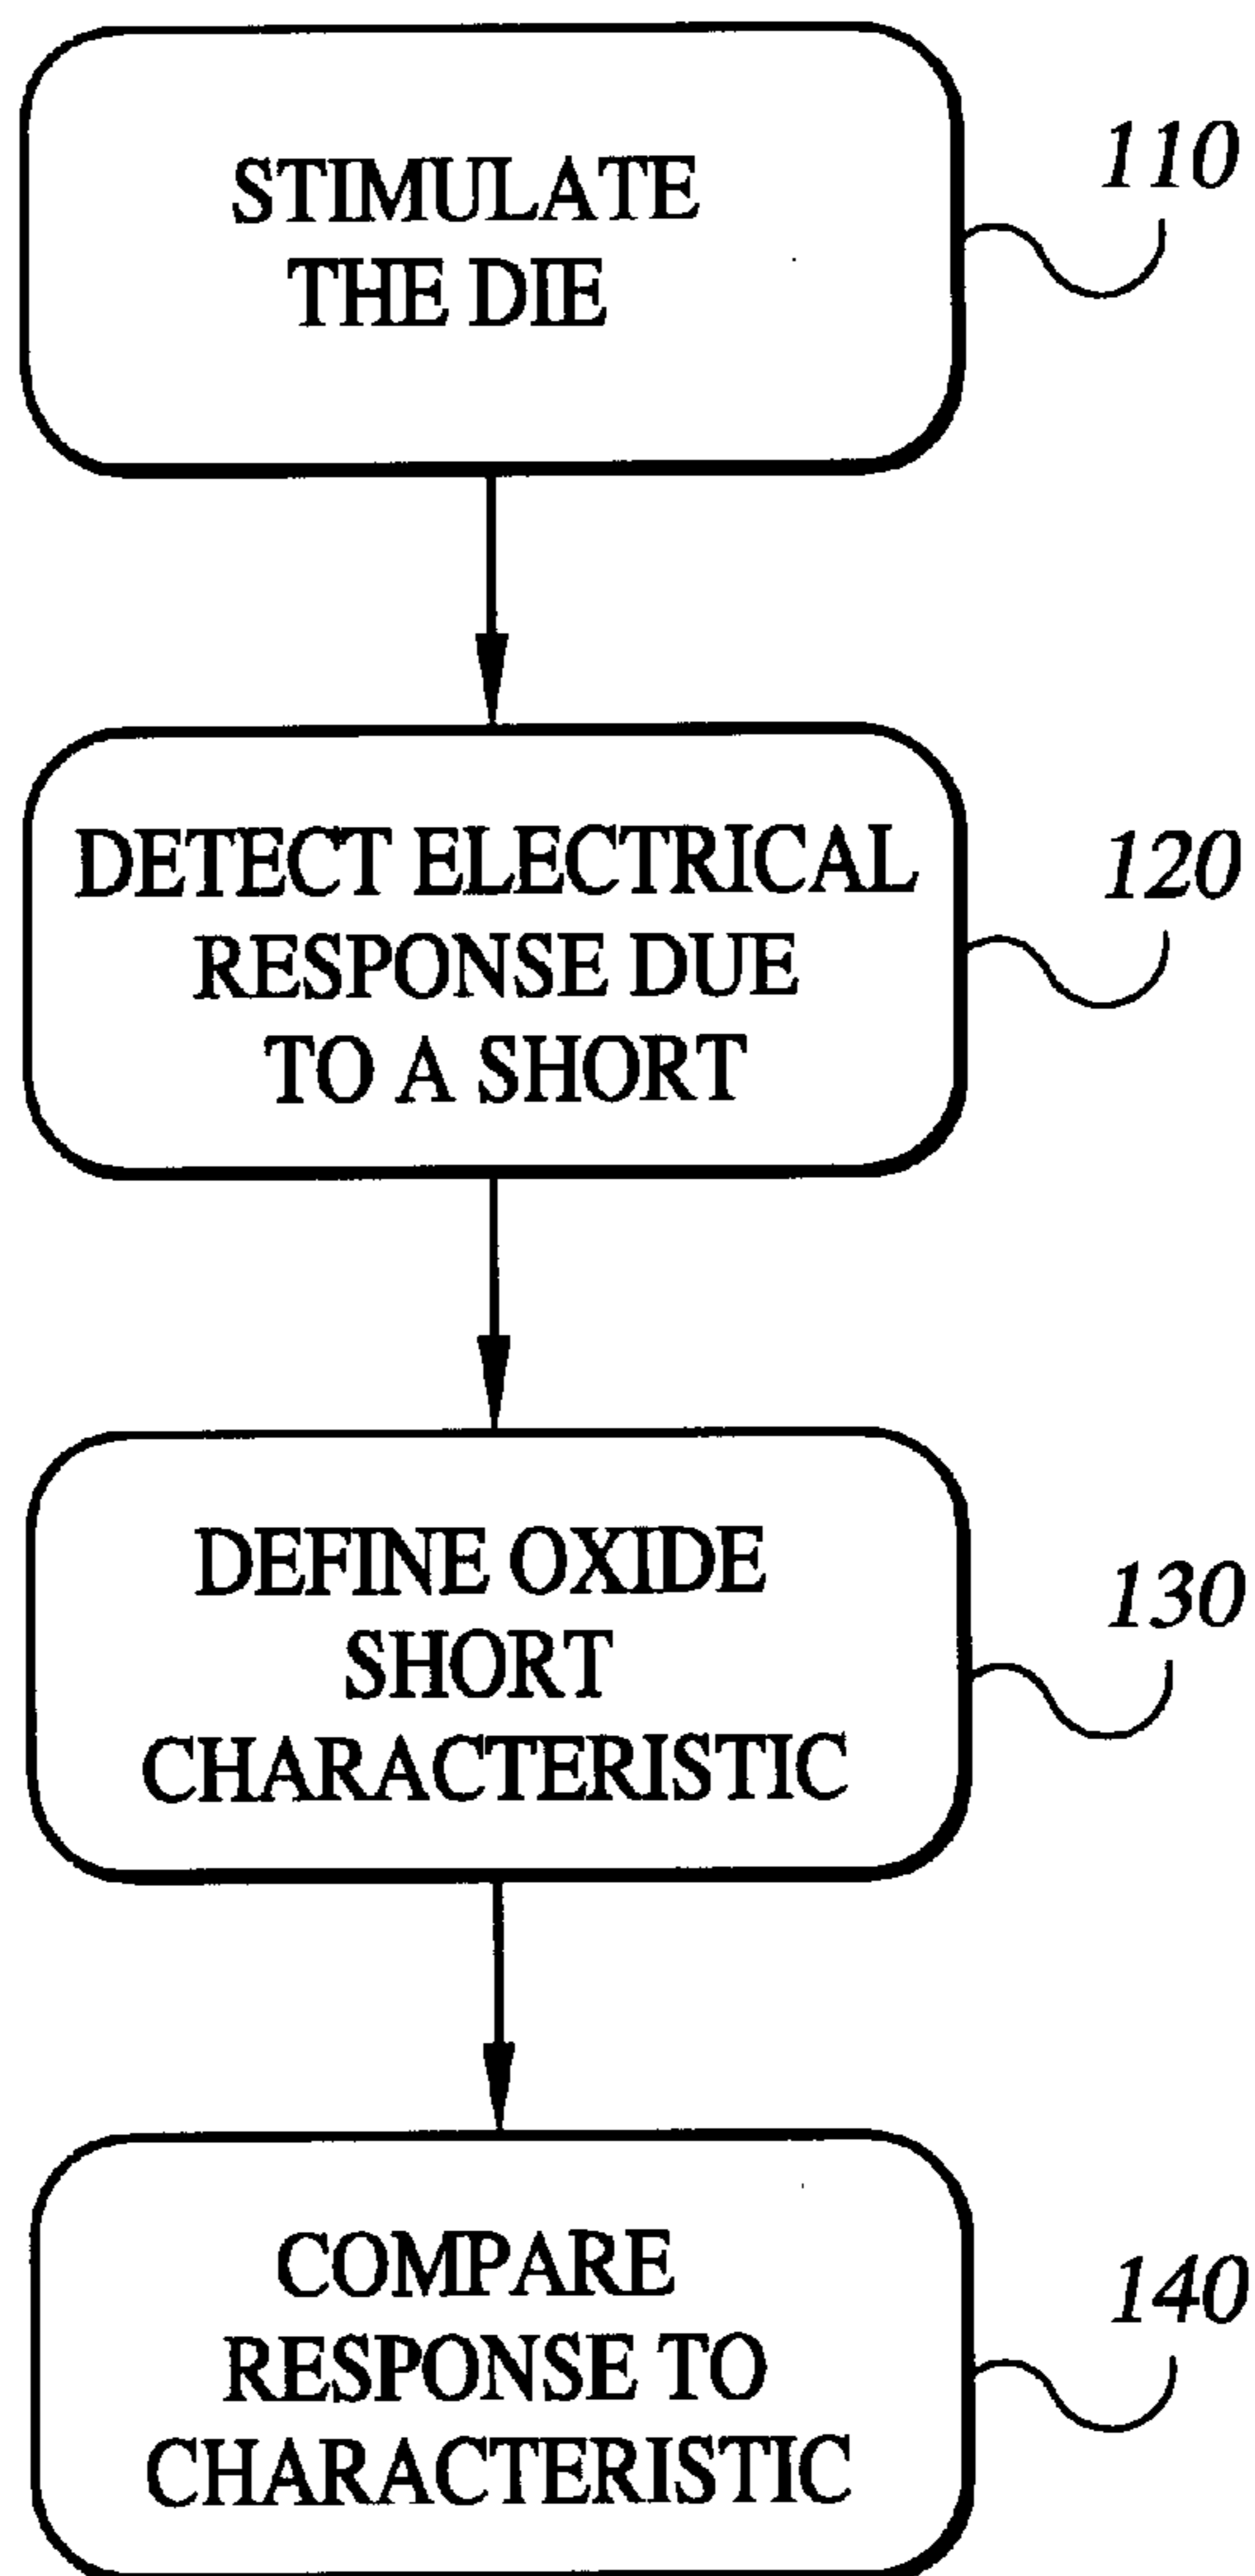 STIMULATE
THE DIE
110
DETECT ELECTRICAL
RESPONSE DUE
TO A SHORT
120
DEFINE OXIDE
SHORT
CHARACTERISTIC
130
COMPARE
RESPONSE TO
CHARACTERISTIC
140